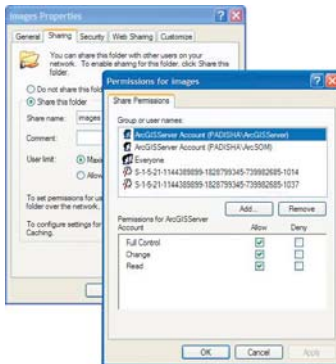 Images Properties
General Sharing Security Web Sharing Customize
You can share this folder with other users on your
network. To enable sharing for this folder, click Share this
folder.
Do not share this fold
Share this folder
Share name: images
Comment:
User limit: Maxi
Allow
To set permissions for us
folder over the network,
To configure settings for
Caching.
Permissions for images
Share Permissions
Group or user names:
ArcGISServer Account (PADISHA\ArcGISServer)
ArcGISServer Account (PADISHA\ArcSOM)
Everyone
S-1-5-21-1144389899-1828799345-739982685-1014
S-1-5-21-1144389899-1828799345-739982685-1037
Add... Remove
Permissions for ArcGISServer
Account Allow Deny
Full Control
Change
Read
OK Cancel Apply